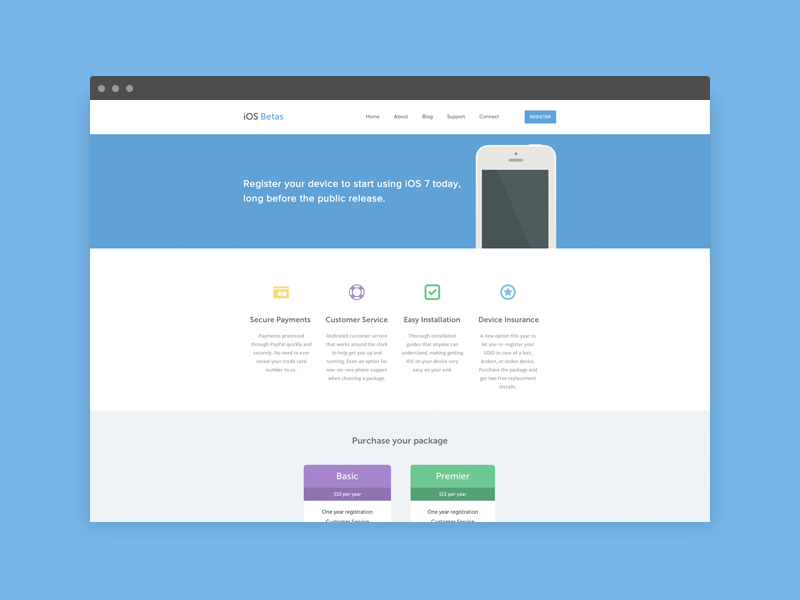 iOS Betas
Home About Blog Support Connect REGISTER
Register your device to start using iOS 7 today,
long before the public release.
Secure Payments
Payments processed
through PayPal quickly and
securely. No need to ever
reveal your credit card
number to us.
Customer Service
Dedicated customer service
that works around the clock
to help get you up and
running. Even an option for
one-on-one phone support
when choosing a package.
Easy Installation
Thorough installation
guides that anyone can
understand, making getting
iOS on your device very
easy on your end.
Device Insurance
A new option this year to
let you re-register your
UDID in case of a lost,
broken, or stolen device.
Purchase the package and
get two free replacement
installs.
Purchase your package
Basic
$10 per year
One year registration
Customer Service
Premier
$13 per year
One year registration
Customer Service